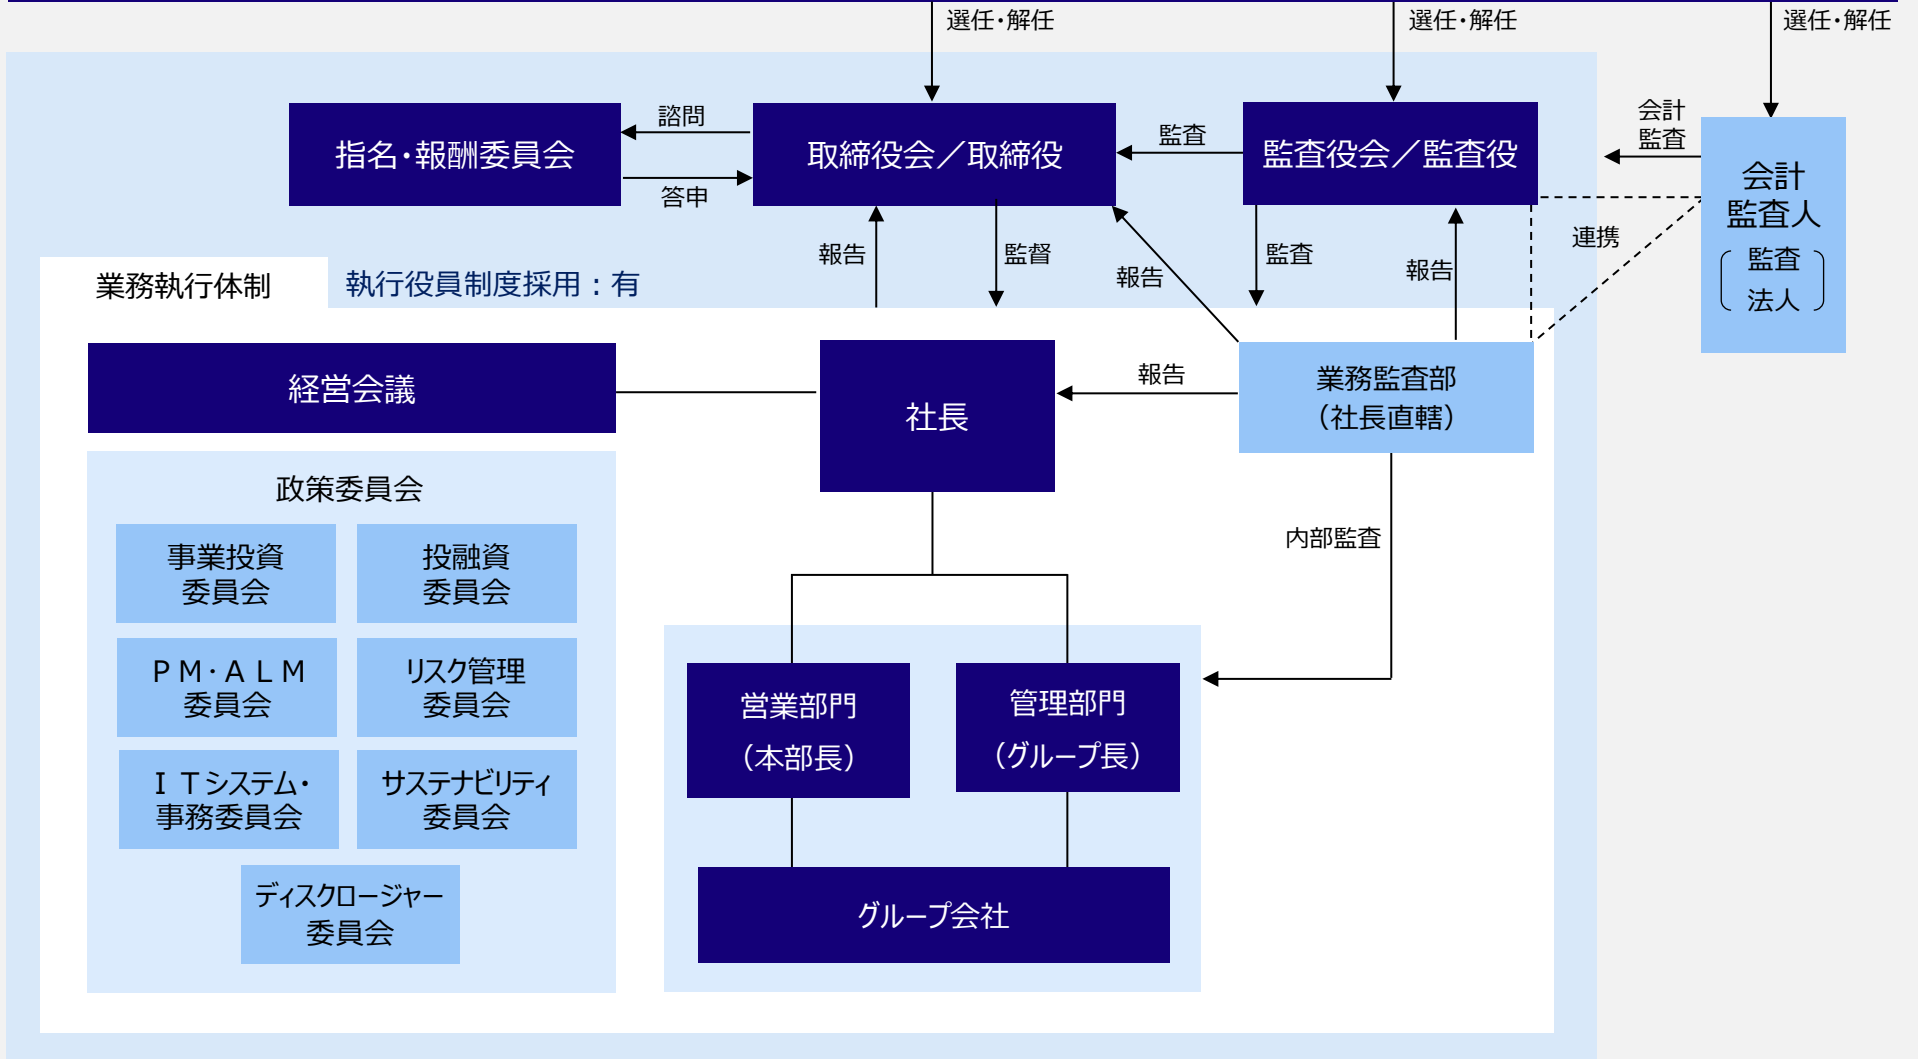 選任・解任
選任・解任
選任・解任
指名・報酬委員会
諮問
答申
取締役会／取締役
監査
監査役会／監査役
会計
監査
会計
監査人
監査
法人
連携
報告
監督
報告
監査
報告
業務執行体制
執行役員制度採用：有
経営会議
社長
報告
業務監査部
（社長直轄）
政策委員会
事業投資
委員会
投融資
委員会
ＰＭ・ＡＬＭ
委員会
リスク管理
委員会
ＩＴシステム・
事務委員会
サステナビリティ
委員会
ディスクロージャー
委員会
内部監査
営業部門
（本部長）
管理部門
（グループ長）
グループ会社